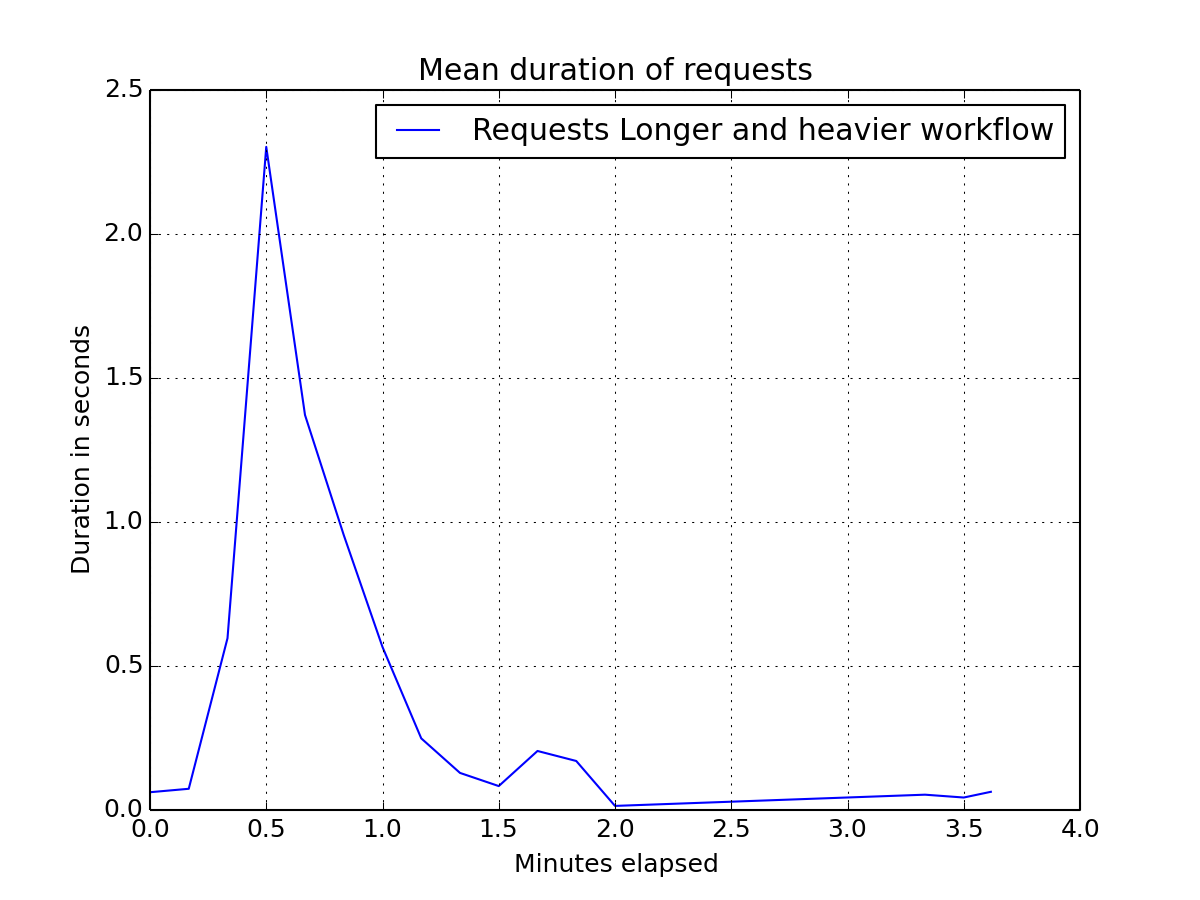 Mean duration of requests
Requests Longer and heavier workflow
2.5
2.0
1.5
1.0
0.5
0.0
Duration in seconds
0.0 0.5 1.0 1.5 2.0 2.5 3.0 3.5 4.0
Minutes elapsed